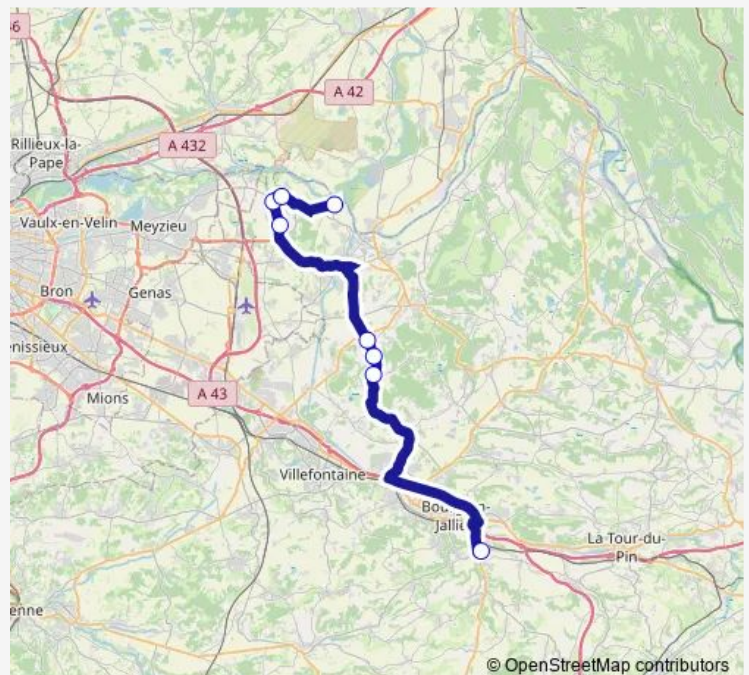 A 42
Rillieux-la-
Pape
A 432
Vaulx-en-Velin
Meyzieu
Bron
Genas
A 43
Mions
Villefontaine
Jallieu
La Tour-du-
Pin
© OpenStreetMap contributors